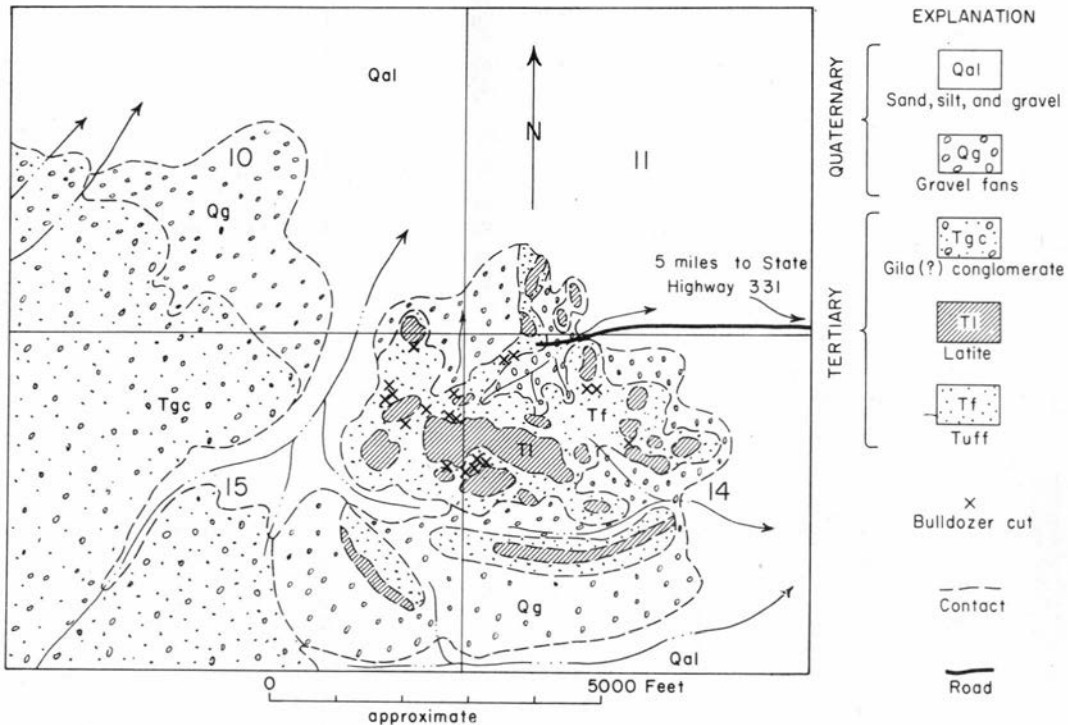 Qal
N
10
11
Qg
5 miles to State
Highway 331
Tgc
Tf
Tl
15
14
Qg
Qal
0 5000 Feet
approximate
EXPLANATION
QUATERNARY
Qal
Sand, silt, and gravel
Qg
Gravel fans
TERTIARY
Tgc
Gila(?) conglomerate
Tl
Latite
Tf
Tuff
x
Bulldozer cut
Contact
Road